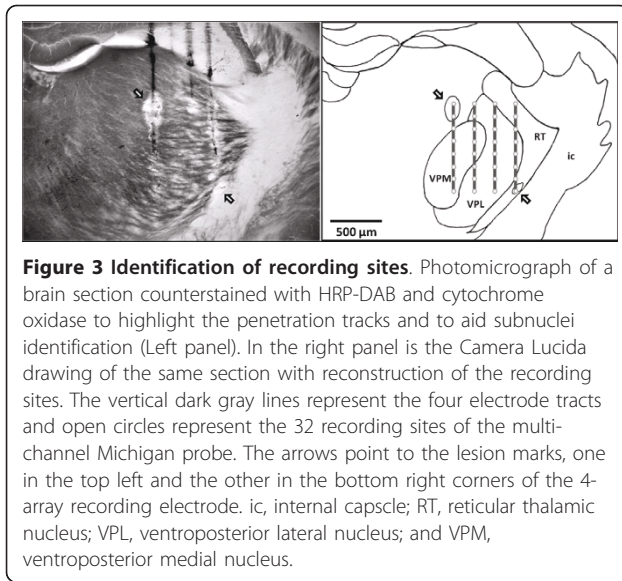 RT
ic
VPM
VPL
500 µm
Figure 3 Identification of recording sites. Photomicrograph of a
brain section counterstained with HRP-DAB and cytochrome
oxidase to highlight the penetration tracks and to aid subnuclei
identification (Left panel). In the right panel is the Camera Lucida
drawing of the same section with reconstruction of the recording
sites. The vertical dark gray lines represent the four electrode tracts
and open circles represent the 32 recording sites of the multi-
channel Michigan probe. The arrows point to the lesion marks, one
in the top left and the other in the bottom right corners of the 4-
array recording electrode. ic, internal capscle; RT, reticular thalamic
nucleus; VPL, ventroposterior lateral nucleus; and VPM,
ventroposterior medial nucleus.